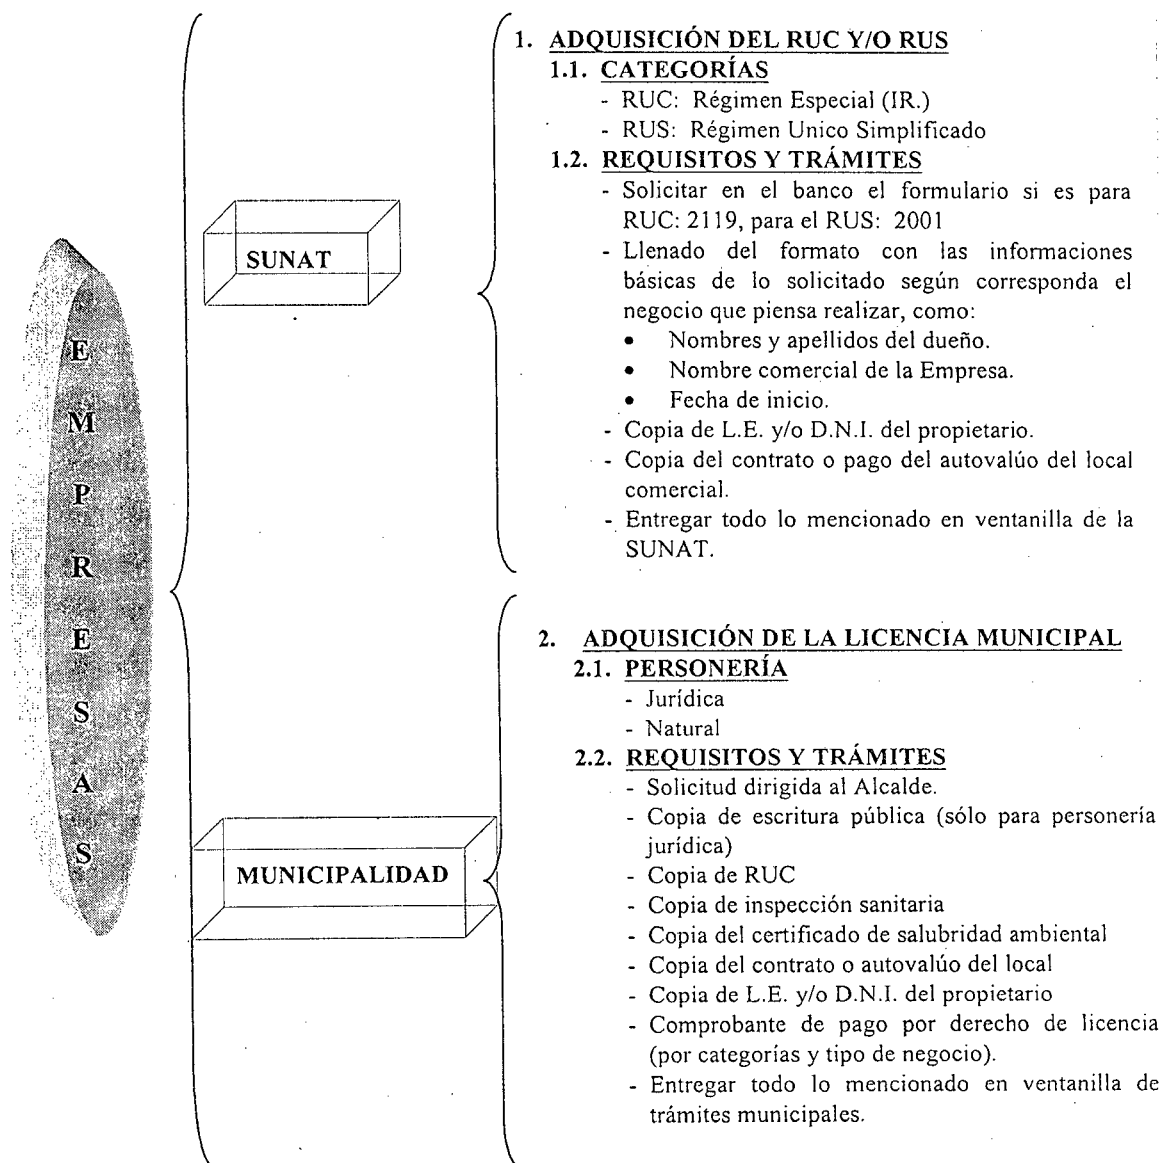 EMPRESAS
SUNAT
1. ADQUISICIÓN DEL RUC Y/O RUS
1.1. CATEGORÍAS
- RUC: Régimen Especial (IR.)
- RUS: Régimen Unico Simplificado
1.2. REQUISITOS Y TRÁMITES
- Solicitar en el banco el formulario si es para
RUC: 2119, para el RUS: 2001
- Llenado del formato con las informaciones
básicas de lo solicitado según corresponda el
negocio que piensa realizar, como:
• Nombres y apellidos del dueño.
• Nombre comercial de la Empresa.
• Fecha de inicio.
- Copia de L.E. y/o D.N.I. del propietario.
- Copia del contrato o pago del autovalúo del local
comercial.
- Entregar todo lo mencionado en ventanilla de la
SUNAT.
MUNICIPALIDAD
2. ADQUISICIÓN DE LA LICENCIA MUNICIPAL
2.1. PERSONERÍA
- Jurídica
- Natural
2.2. REQUISITOS Y TRÁMITES
- Solicitud dirigida al Alcalde.
- Copia de escritura pública (sólo para personería
jurídica)
- Copia de RUC
- Copia de inspección sanitaria
- Copia del certificado de salubridad ambiental
- Copia del contrato o autovalúo del local
- Copia de L.E. y/o D.N.I. del propietario
- Comprobante de pago por derecho de licencia
(por categorías y tipo de negocio).
- Entregar todo lo mencionado en ventanilla de
trámites municipales.